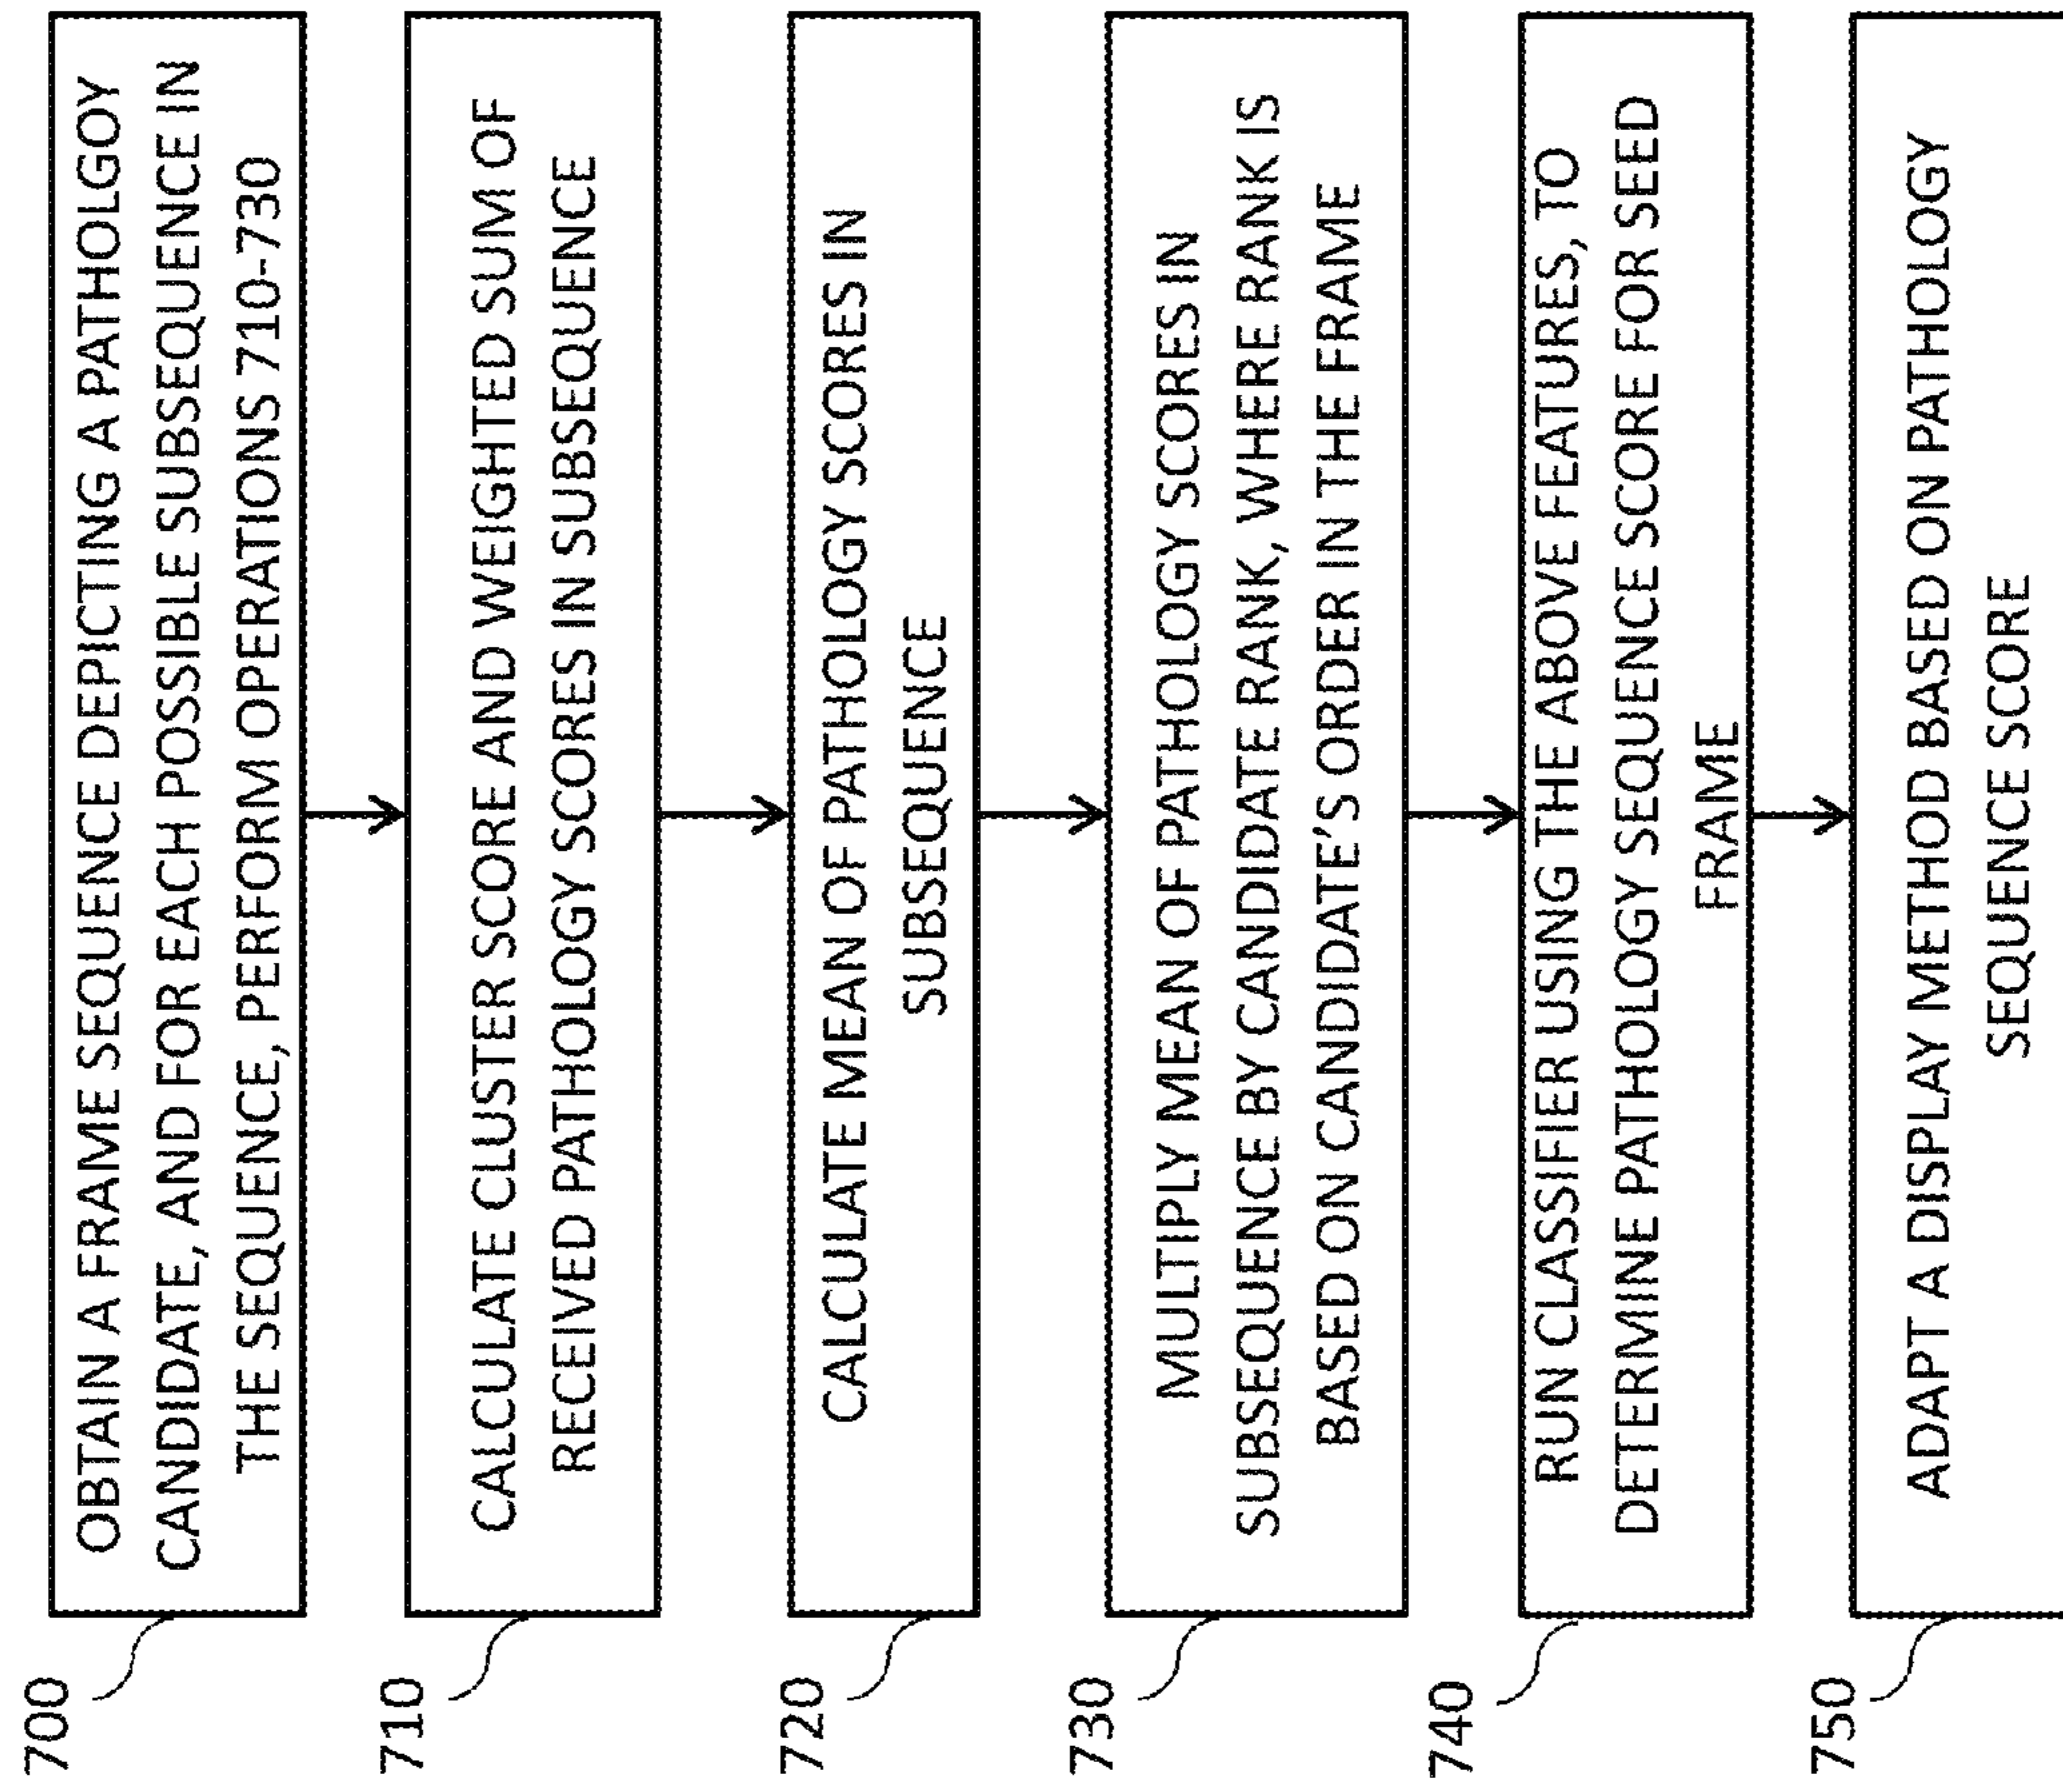 700
OBTAIN A FRAME SEQUENCE DEPICTING A PATHOLGOY
CANDIDATE, AND FOR EACH POSSIBLE SUBSEQUENCE IN
THE SEQUENCE, PERFORM OPERATIONS 710-730
710
CALCULATE CLUSTER SCORE AND WEIGHTED SUM OF
RECEIVED PATHOLOGY SCORES IN SUBSEQUENCE
720
CALCULATE MEAN OF PATHOLOGY SCORES IN
SUBSEQUENCE
730
MULTIPLY MEAN OF PATHOLOGY SCORES IN
SUBSEQUENCE BY CANDIDATE RANK, WHERE RANK IS
BASED ON CANDIDATE'S ORDER IN THE FRAME
740
RUN CLASSIFIER USING THE ABOVE FEATURES, TO
DETERMINE PATHOLOGY SEQUENCE SCORE FOR SEED
FRAME
750
ADAPT A DISPLAY METHOD BASED ON PATHOLOGY
SEQUENCE SCORE